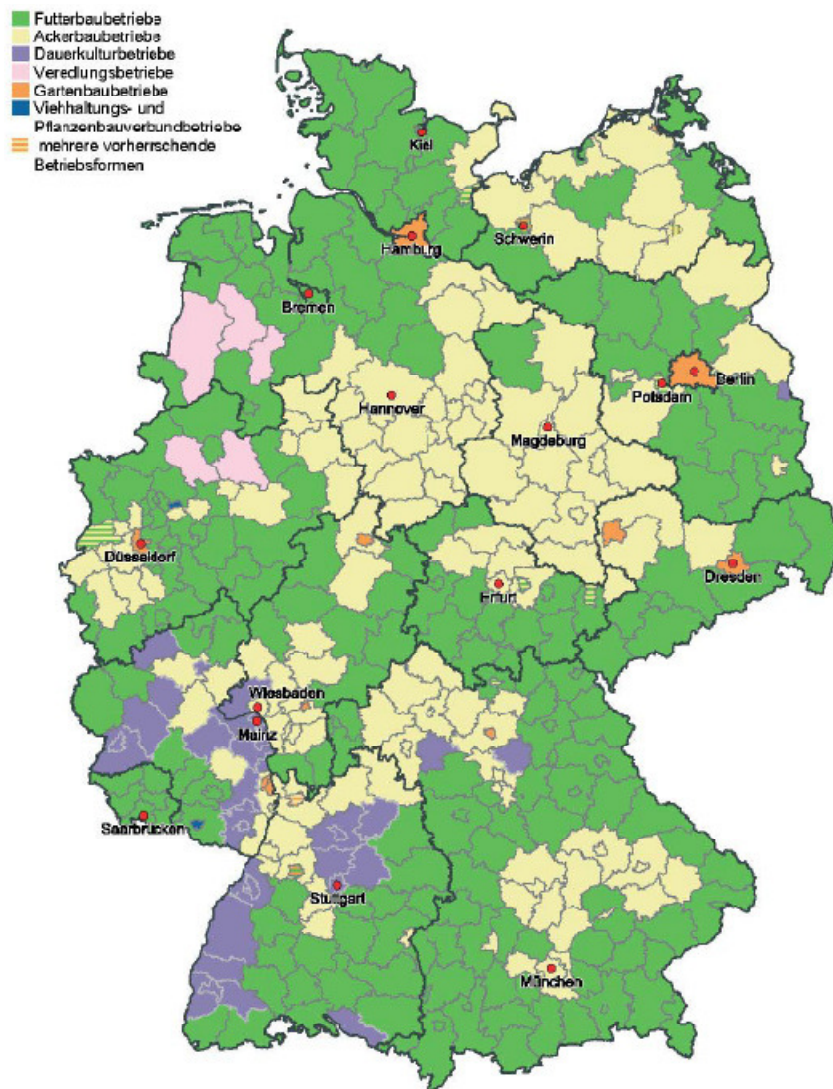 Futterbaubetriebe
Ackerbaubetriebe
Dauerkulturbetriebe
Veredlungsbetriebe
Gartenbaubetriebe
Viehhaltungs- und
Pflanzenbauverbundbetriebe
mehrere vorherrschende
Betriebsformen
Kiel
Schwerin
Hamburg
Bremen
Berlin
Potsdam
Hannover
Magdeburg
Düsseldorf
Dresden
Erfurt
Wiesbaden
Mainz
Saarbrücken
Stuttgart
München